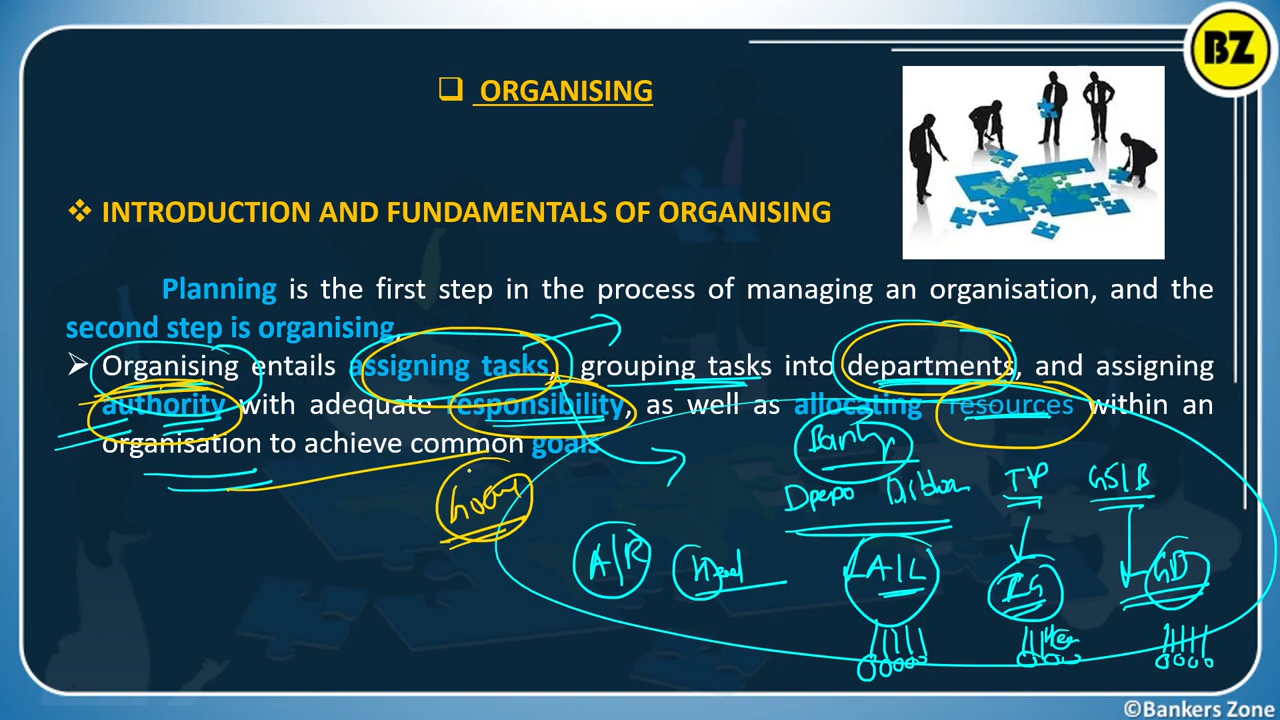 BZ
❑ ORGANISING
❖ INTRODUCTION AND FUNDAMENTALS OF ORGANISING
Planning is the first step in the process of managing an organisation, and the
second step is organising,
➢ Organising entails assigning tasks, grouping tasks into departments, and assigning
authority with adequate responsibility, as well as allocating resources within an
organisation to achieve common goals
A/R
A/L
©Bankers Zone